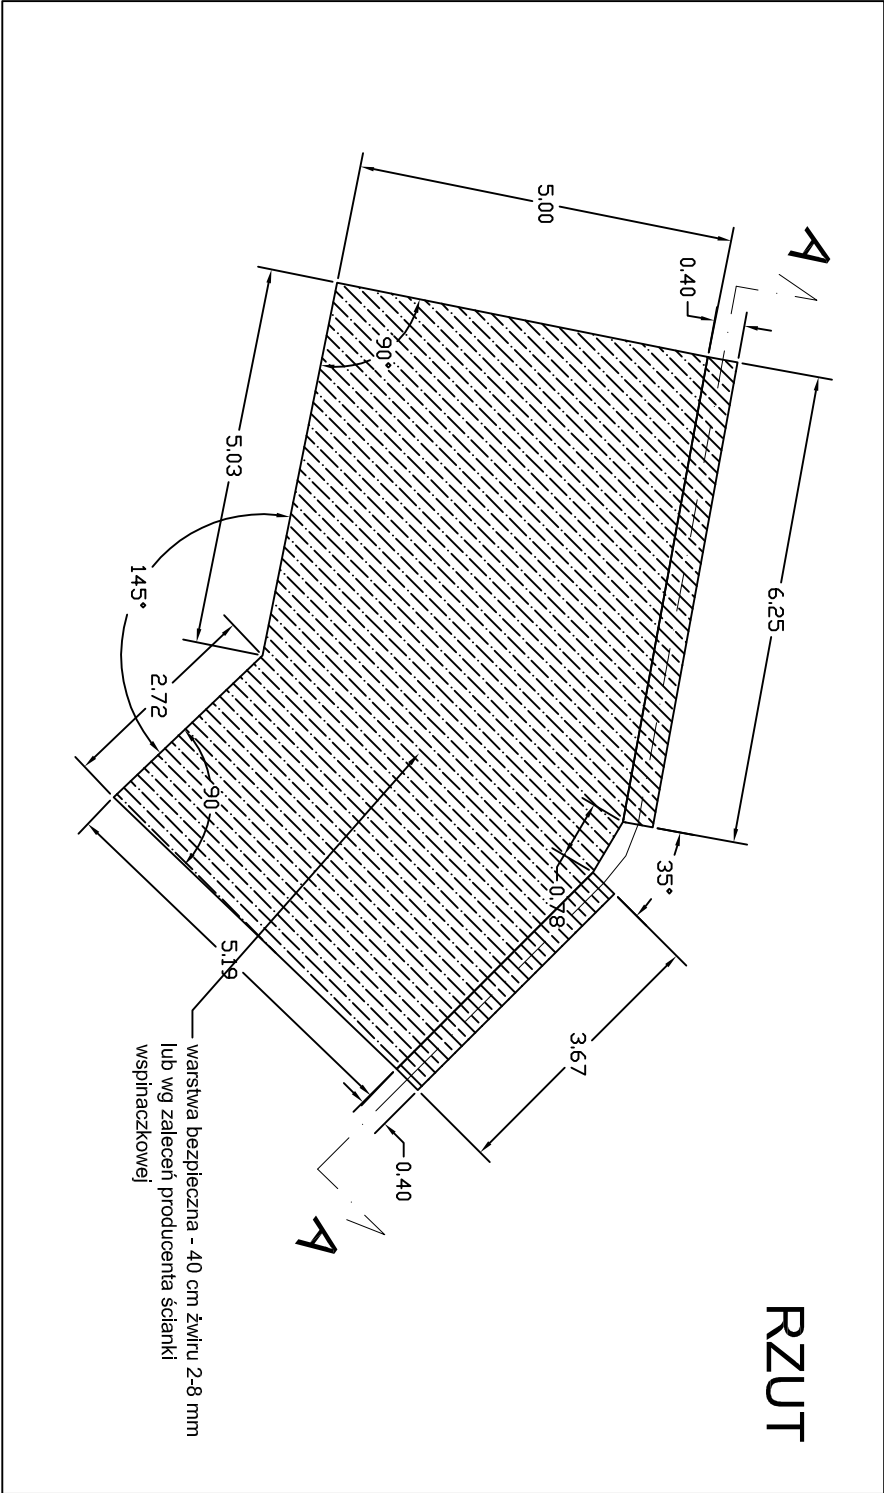 RZUT
A
0.40
5.00
6.25
90°
5.03
145°
2.72
90
35°
0.78
3.67
5.19
0.40
A
warstwa bezpieczna - 40 cm żwiru 2-8 mm
lub wg zaleceń producenta ścianki
wspinaczkowej